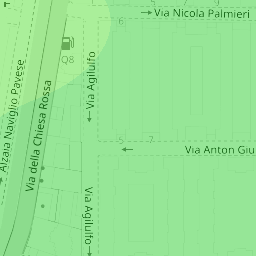 Via Nicola Palmieri
6
Q8
Via Agilulfo
Alzaia Naviglio Pavese
Via della Chiesa Rossa
5
7
Via Anton Giu
Via Agilulfo